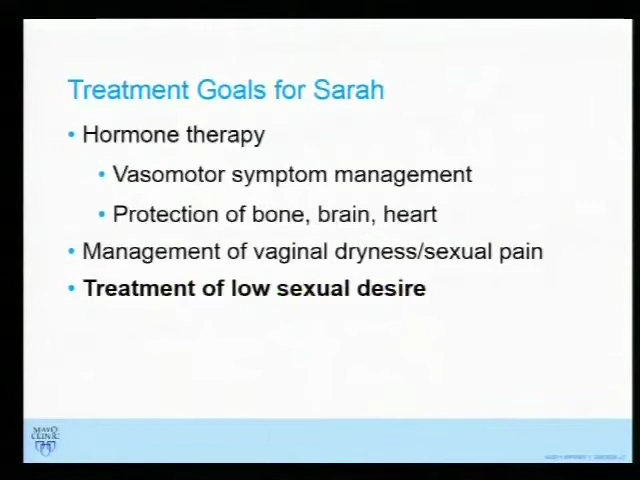 Treatment Goals for Sarah
• Hormone therapy
• Vasomotor symptom management
• Protection of bone, brain, heart
• Management of vaginal dryness/sexual pain
• Treatment of low sexual desire
MAYO
CLINIC